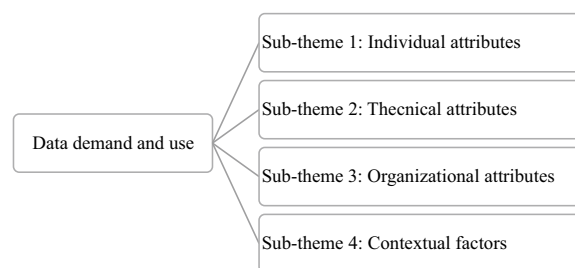 Sub-theme 1: Individual attributes
Sub-theme 2: Thecnical attributes
Data demand and use
Sub-theme 3: Organizational attributes
Sub-theme 4: Contextual factors